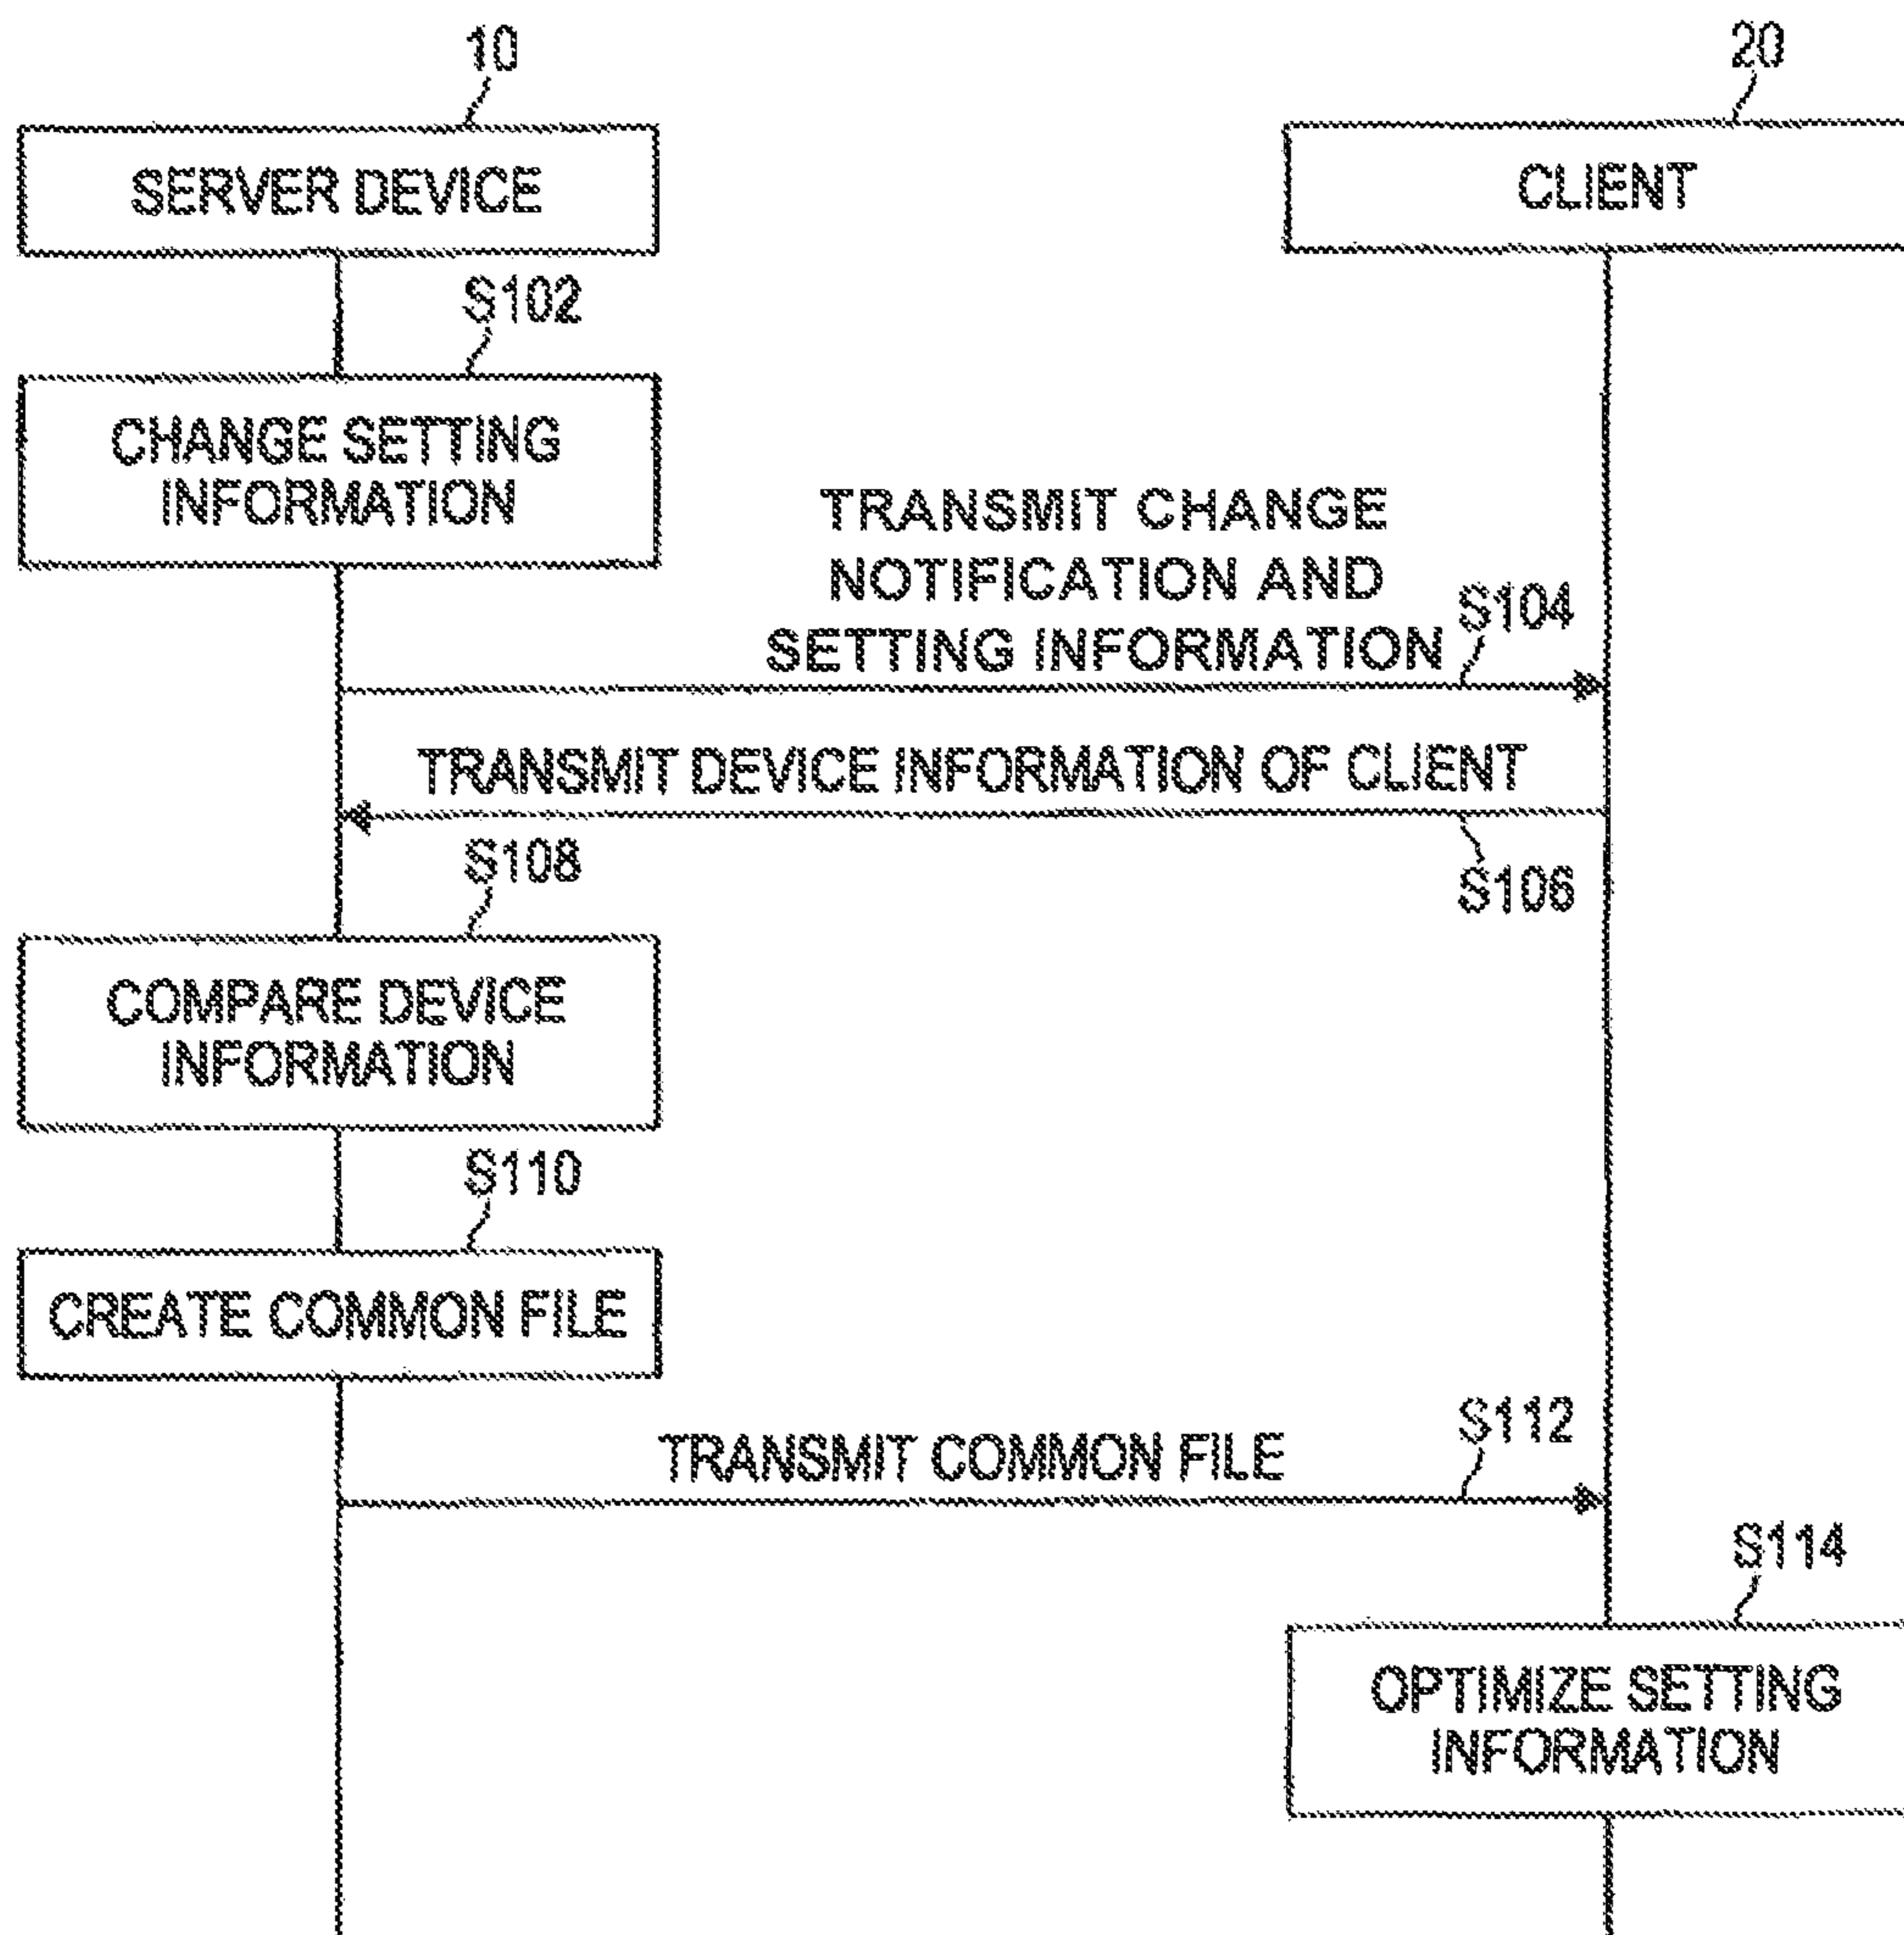 10
20
SERVER DEVICE
CLIENT
S102
CHANGE SETTING
INFORMATION
TRANSMIT CHANGE
NOTIFICATION AND
SETTING INFORMATION
S104
TRANSMIT DEVICE INFORMATION OF CLIENT
S106
S108
COMPARE DEVICE
INFORMATION
S110
CREATE COMMON FILE
TRANSMIT COMMON FILE
S112
S114
OPTIMIZE SETTING
INFORMATION